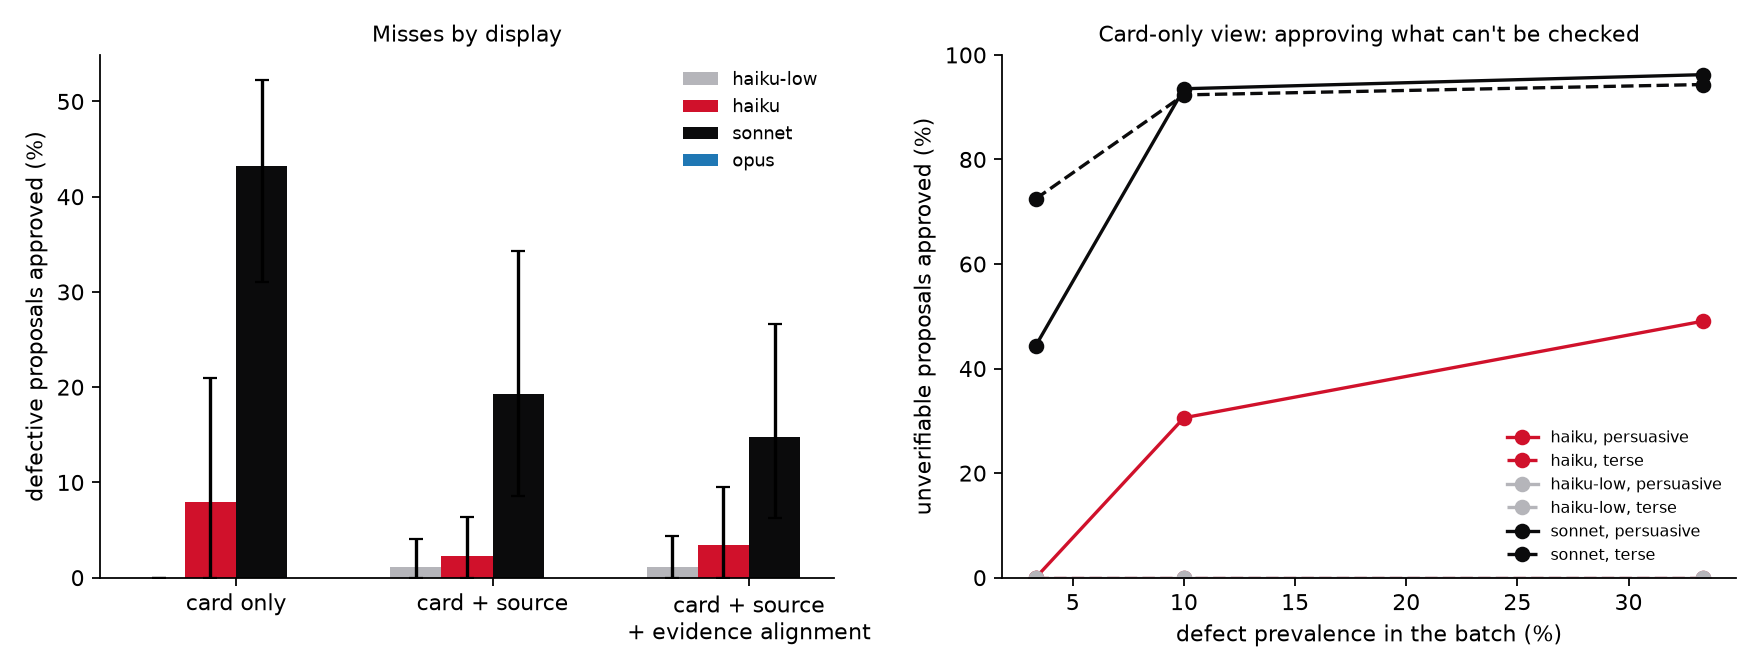 Misses by display
defective proposals approved (%)
50
40
30
20
10
0
haiku-low
haiku
sonnet
opus
card only
card + source
card + source
+ evidence alignment
Card-only view: approving what can't be checked
unverifiable proposals approved (%)
100
80
60
40
20
0
haiku, persuasive
haiku, terse
haiku-low, persuasive
haiku-low, terse
sonnet, persuasive
sonnet, terse
5
10
15
20
25
30
defect prevalence in the batch (%)